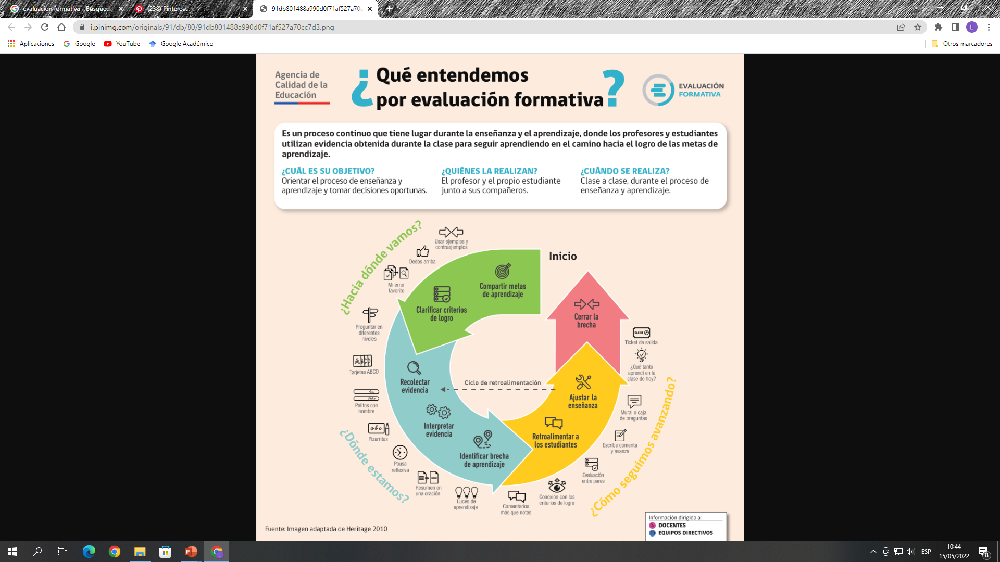 evaluación formativa - Búsqueda
(238) Pinterest
91db801488a990d0f71af527a70c
i.pinimg.com/originals/91/db/80/91db801488a990d0f71af527a70cc7d3.png
L
Aplicaciones
Google
YouTube
Google Académico
Otros marcadores
Agencia de
Calidad de la
Educación
¿Qué entendemos
por evaluación formativa?
EVALUACIÓN
FORMATIVA
Es un proceso continuo que tiene lugar durante la enseñanza y el aprendizaje, donde los profesores y estudiantes
utilizan evidencia obtenida durante la clase para seguir aprendiendo en el camino hacia el logro de las metas de
aprendizaje.
¿CUÁL ES SU OBJETIVO?
Orientar el proceso de enseñanza y
aprendizaje y tomar decisiones oportunas.
¿QUIÉNES LA REALIZAN?
El profesor y el propio estudiante
junto a sus compañeros.
¿CUÁNDO SE REALIZA?
Clase a clase, durante el proceso de
enseñanza y aprendizaje.
¿Hacia dónde vamos?
Usar ejemplos y
contraejemplos
Dedos arriba
Mi error
favorito
Inicio
Compartir metas
de aprendizaje
Clarificar criterios
de logro
Cerrar la
brecha
Preguntar en
diferentes
niveles
ABCD
Tarjetas ABCD
Ana
Pedro
Palitos con
nombre
abc
Pizarritas
Pausa
reflexiva
Resumen en
una oración
Luces de
aprendizaje
¿Dónde estamos?
Recolectar
evidencia
Interpretar
evidencia
Identificar brecha
de aprendizaje
Ciclo de retroalimentación
Ajustar la
enseñanza
Retroalimentar a
los estudiantes
SALIDA
Ticket de salida
¿Qué tanto
aprendí en la
clase de hoy?
Mural o caja
de preguntas
Escribe comenta
y avanza
Evaluación
entre pares
Conexión con los
criterios de logro
Comentarios
más que notas
¿Cómo seguimos avanzando?
Fuente: Imagen adaptada de Heritage 2010
Información dirigida a:
Do DOCENTES
ED EQUIPOS DIRECTIVOS
ESP
10:44
15/05/2022
8